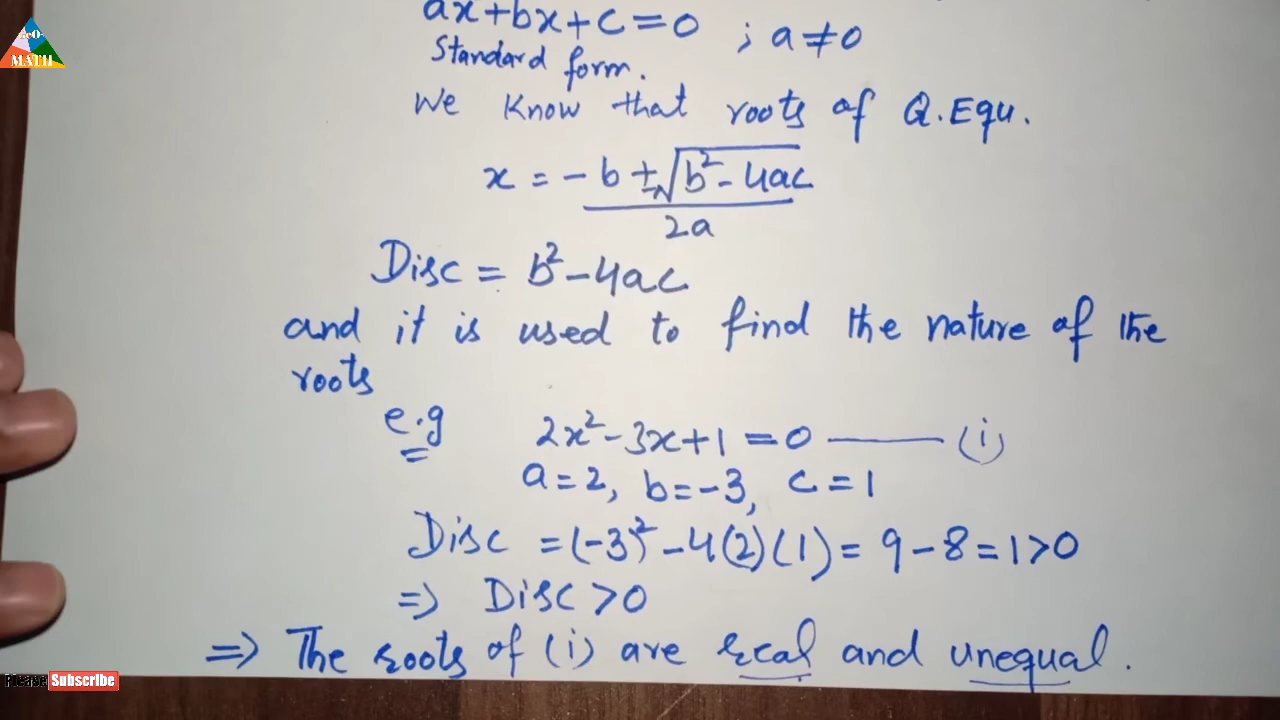 ax+bx+c=0 ; a≠0
Standard form.
We know that roots of Q.Equ.
x = -b ±√b²-4ac
2a
Disc = b²-4ac
and it is used to find the nature of the
roots
e.g 2x²-3x+1=0 —— (i)
a=2, b=-3, c=1
Disc =(-3)²-4(2)(1)= 9-8=1>0
=> Disc >0
=> The roots of (i) are real and unequal.
MATH
Please Subscribe